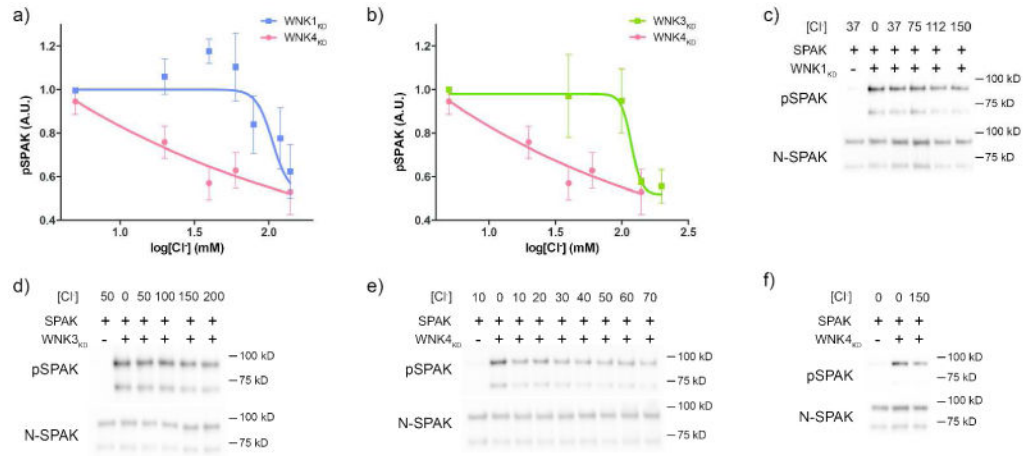 a)
WNK1KD
WNK4KD
pSPAK (A.U.)
1.2
1.0
0.8
0.6
0.4
1.0
1.5
2.0
log[Cl-] (mM)
b)
WNK3KD
WNK4KD
pSPAK (A.U.)
1.2
1.0
0.8
0.6
0.4
1.0
1.5
2.0
2.5
log[Cl-] (mM)
c)
[Cl-] 37 0 37 75 112 150
SPAK + + + + + +
WNK1KD - + + + + +
pSPAK
100 kD
75 kD
N-SPAK
100 kD
75 kD
d)
[Cl-] 50 0 50 100 150 200
SPAK + + + + + +
WNK3KD - + + + + +
pSPAK
100 kD
75 kD
N-SPAK
100 kD
75 kD
e)
[Cl-] 10 0 10 20 30 40 50 60 70
SPAK + + + + + + + + +
WNK4KD - + + + + + + + +
pSPAK
100 kD
75 kD
N-SPAK
100 kD
75 kD
f)
[Cl-] 0 0 150
SPAK + + +
WNK4KD - + +
pSPAK
100 kD
75 kD
N-SPAK
100 kD
75 kD